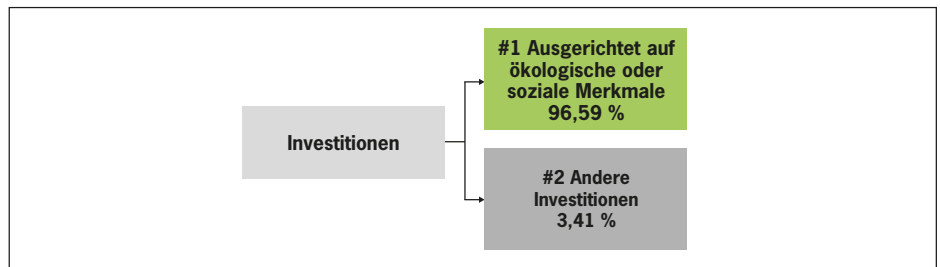 #1 Ausgerichtet auf
ökologische oder
soziale Merkmale
96,59 %
Investitionen
#2 Andere
Investitionen
3,41 %